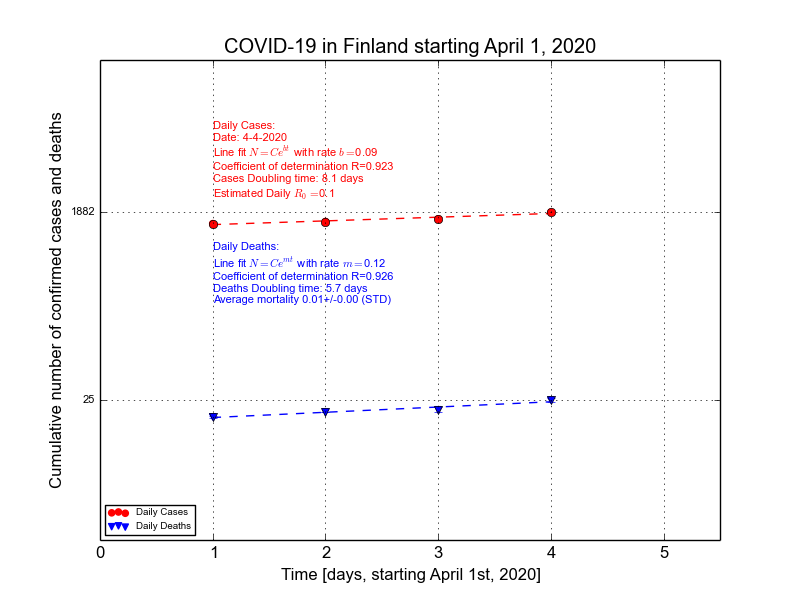 COVID-19 in Finland starting April 1, 2020
Cumulative number of confirmed cases and deaths
Daily Cases:
Date: 4-4-2020
Line fit N = Ce^{bt} with rate b =0.09
Coefficient of determination R=0.923
Cases Doubling time: 8.1 days
Estimated Daily R_0 =0.1
1882
Daily Deaths:
Line fit N = Ce^{mt} with rate m =0.12
Coefficient of determination R=0.926
Deaths Doubling time: 5.7 days
Average mortality 0.01+/-0.00 (STD)
25
Daily Cases
Daily Deaths
0 1 2 3 4 5
Time [days, starting April 1st, 2020]